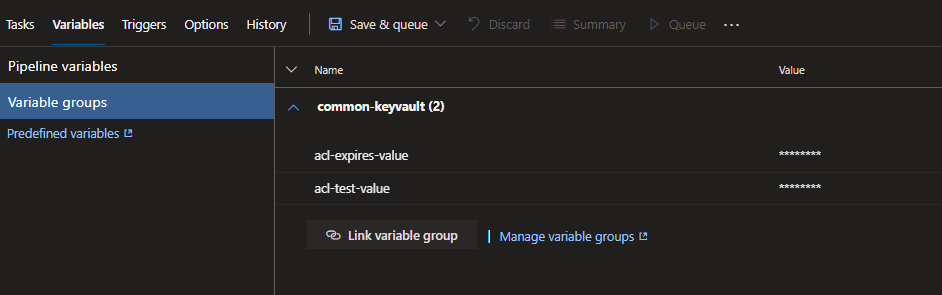 Tasks Variables Triggers Options History Save & queue Discard Summary Queue ...
Pipeline variables
Variable groups
Predefined variables
Name Value
common-keyvault (2)
acl-expires-value ********
acl-test-value ********
Link variable group | Manage variable groups